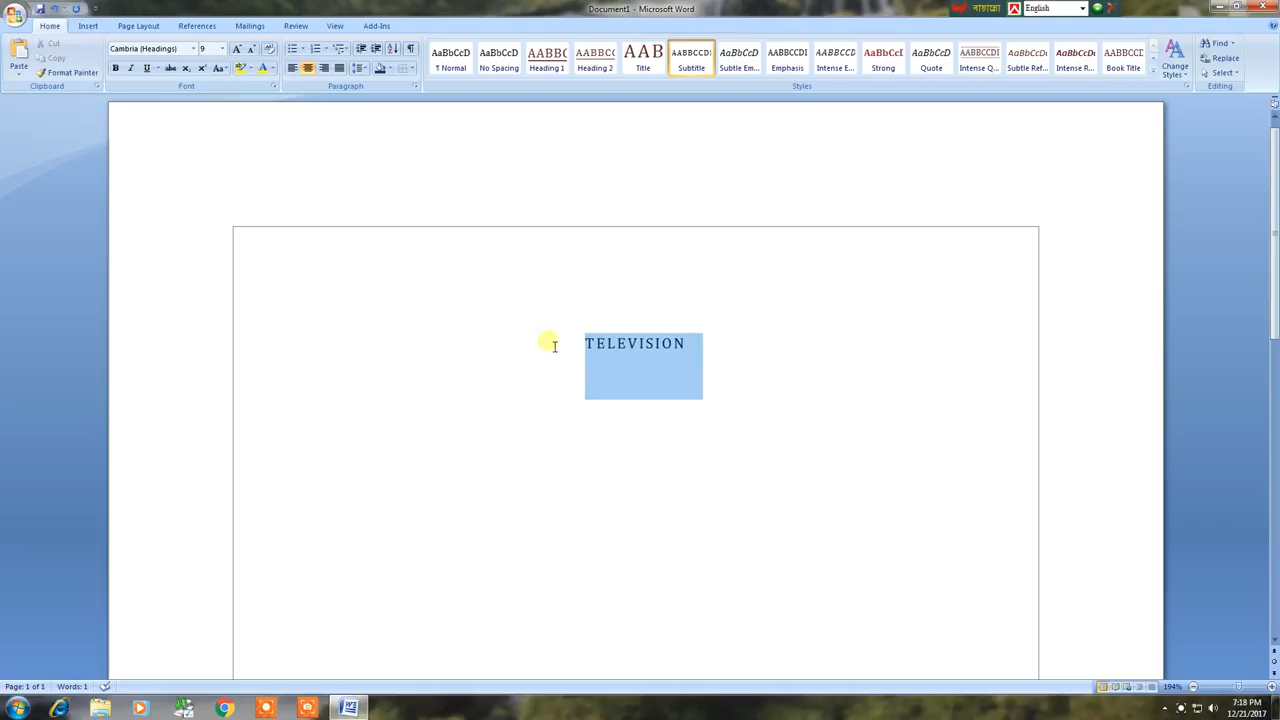 Document1 - Microsoft Word
বায়ান্নো
English
Home Insert Page Layout References Mailings Review View Add-Ins
Paste
Cut
Copy
Format Painter
Clipboard
Cambria (Headings) 9
Font
Paragraph
AaBbCcD AaBbCcD AABBC AABBCC AAB AABBCCDI AaBbCcD AABBCCDI AABBCCD AaBbCcI AaBbCcD AABBCCDI AaBbCcD AaBbCcD AABBCC
¶ Normal No Spacing Heading 1 Heading 2 Title Subtitle Subtle Em... Emphasis Intense E... Strong Quote Intense Q... Subtle Ref... Intense R... Book Title
Change Styles
Styles
Find
Replace
Select
Editing
TELEVISION
Page: 1 of 1 Words: 1
194%
7:18 PM
12/21/2017